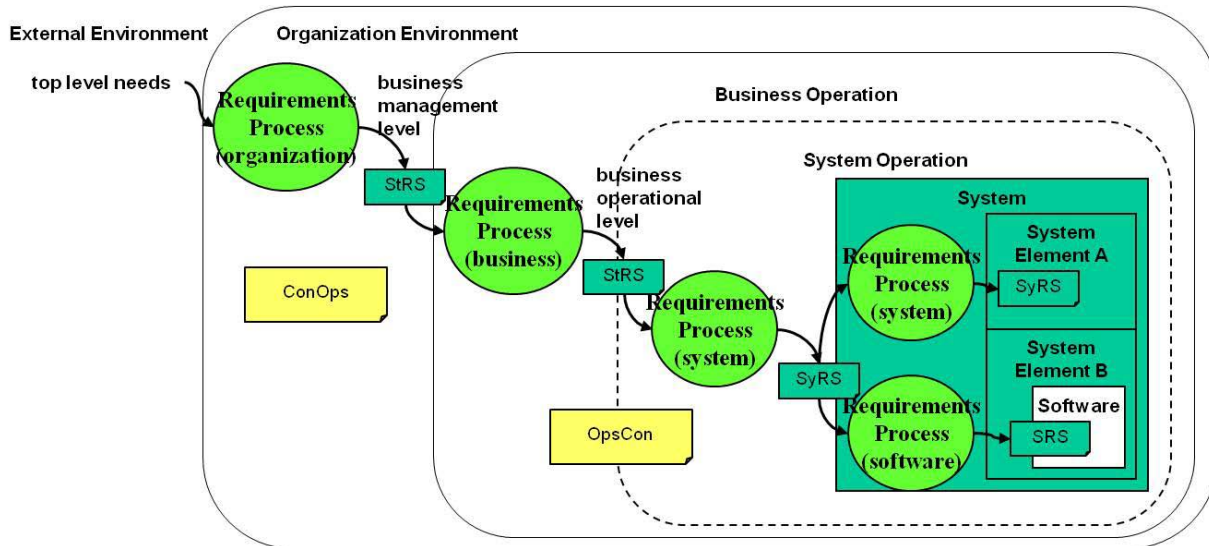 External Environment
Organization Environment
top level needs
Requirements
Process
(organization)
business
management
level
StRS
Business Operation
Requirements
Process
(business)
business
operational
level
StRS
System Operation
Requirements
Process
(system)
SyRS
System
Requirements
Process
(system)
System
Element A
SyRS
Requirements
Process
(software)
System
Element B
Software
SRS
ConOps
OpsCon